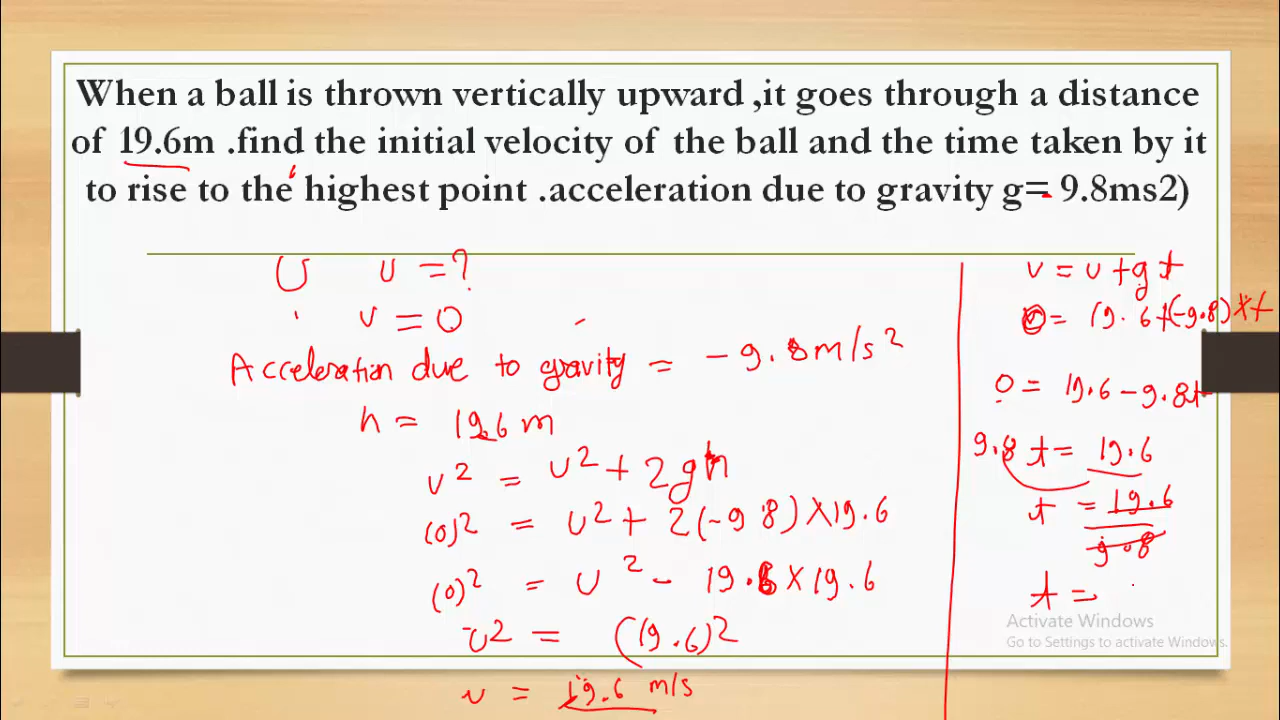 When a ball is thrown vertically upward ,it goes through a distance
of 19.6m .find the initial velocity of the ball and the time taken by it
to rise to the highest point .acceleration due to gravity g= 9.8ms2)
U u = ?
v = 0
Acceleration due to gravity = - 9.8m/s2
h = 19.6 m
v2 = u2 + 2gh
(0)2 = u2 + 2(-9.8) × 19.6
(0)2 = u2 - 19.6 × 19.6
u2 = (19.6)2
u = 19.6 m/s
v = u + gt
0 = 19.6 + (-9.8) × t
0 = 19.6 - 9.8t
9.8 t = 19.6
t = 19.6
9.8
t =
Activate Windows
Go to Settings to activate Windows.